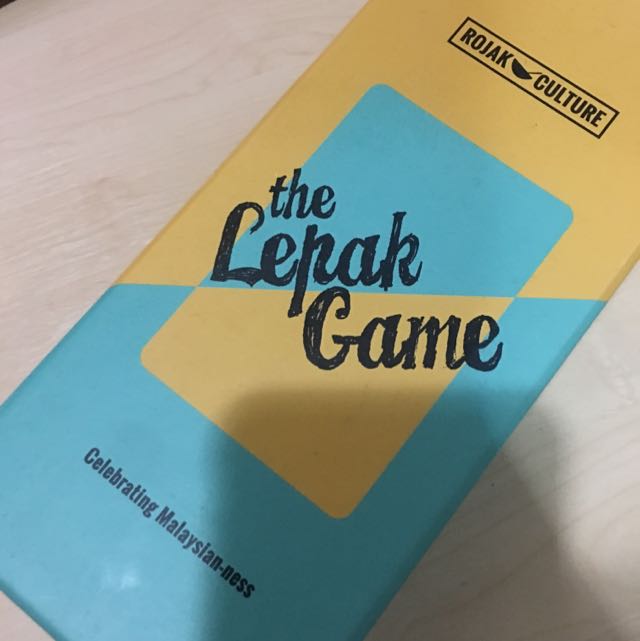 ROJAK CULTURE
the
Lepak
Game
Celebrating Malaysian-ness